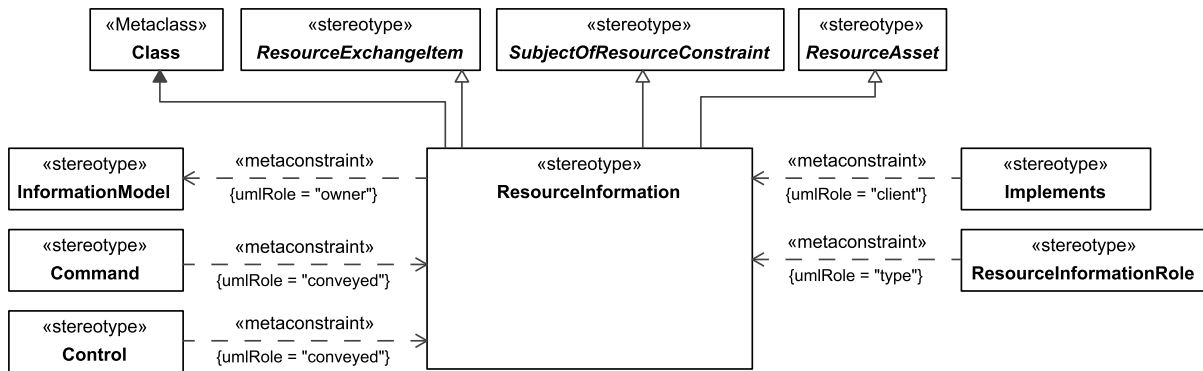 «Metaclass»
Class
«stereotype»
ResourceExchangeItem
«stereotype»
SubjectOfResourceConstraint
«stereotype»
ResourceAsset
«stereotype»
InformationModel
«metaconstraint»
{umlRole = "owner"}
«stereotype»
ResourceInformation
«metaconstraint»
{umlRole = "client"}
«stereotype»
Implements
«stereotype»
Command
«metaconstraint»
{umlRole = "conveyed"}
«metaconstraint»
{umlRole = "type"}
«stereotype»
ResourceInformationRole
«stereotype»
Control
«metaconstraint»
{umlRole = "conveyed"}